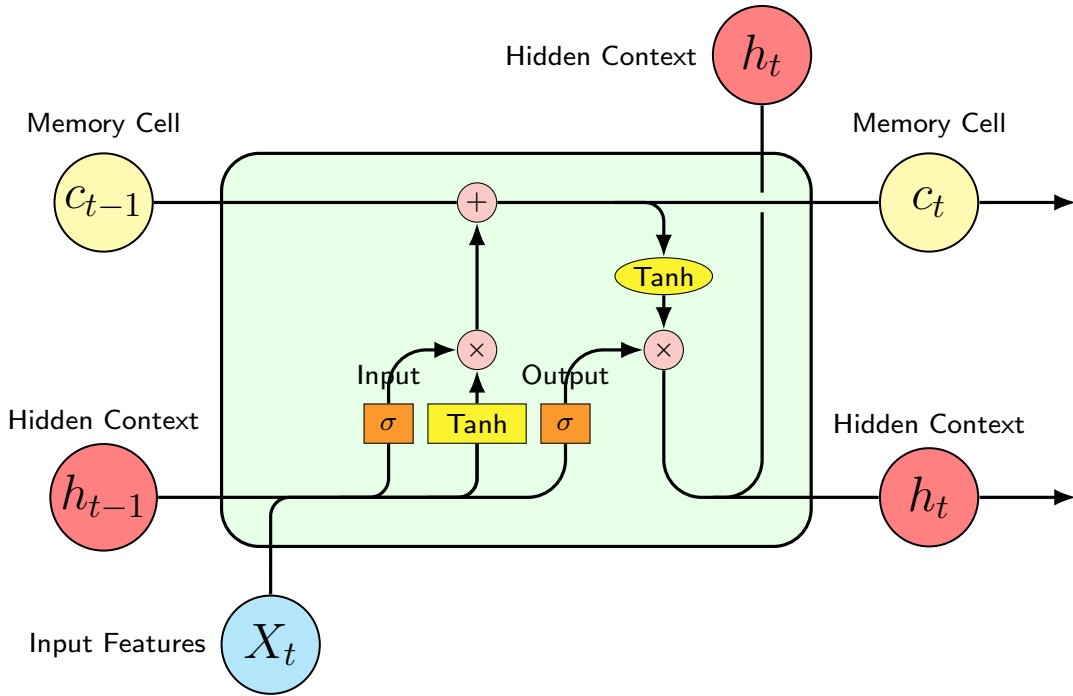 Hidden Context
h_t
Memory Cell
Memory Cell
c_{t−1}
+
c_t
Tanh
×
×
Input
Output
σ
Tanh
σ
Hidden Context
Hidden Context
h_{t−1}
h_t
Input Features
X_t